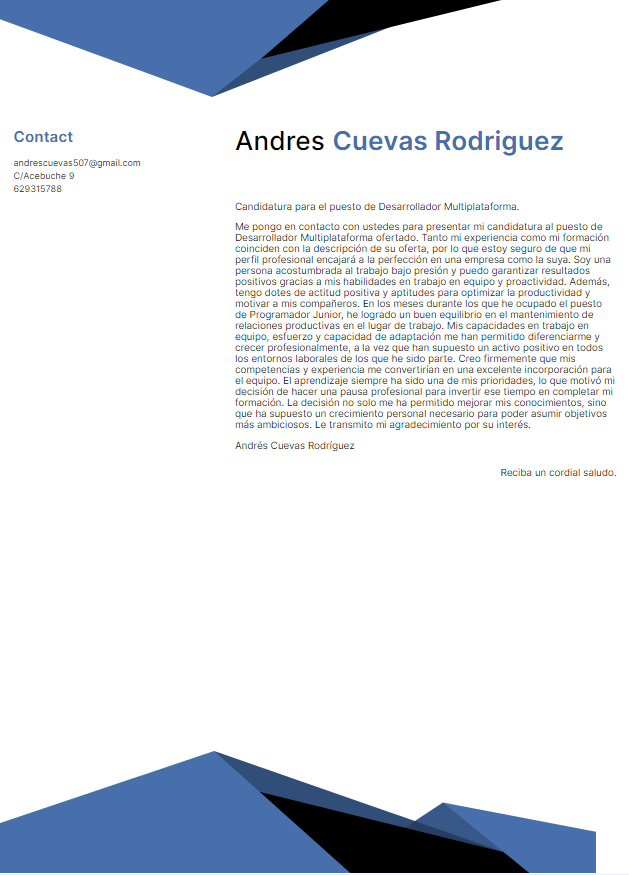 Contact
andrescuevas507@gmail.com
C/Acebuche 9
629315788
Andres Cuevas Rodriguez
Candidatura para el puesto de Desarrollador Multiplataforma.
Me pongo en contacto con ustedes para presentar mi candidatura al puesto de
Desarrollador Multiplataforma ofertado. Tanto mi experiencia como mi formación
coinciden con la descripción de su oferta, por lo que estoy seguro de que mi
perfil profesional encajará a la perfección en una empresa como la suya. Soy una
persona acostumbrada al trabajo bajo presión y puedo garantizar resultados
positivos gracias a mis habilidades en trabajo en equipo y proactividad. Además,
tengo dotes de actitud positiva y aptitudes para optimizar la productividad y
motivar a mis compañeros. En los meses durante los que he ocupado el puesto
de Programador Junior, he logrado un buen equilibrio en el mantenimiento de
relaciones productivas en el lugar de trabajo. Mis capacidades en trabajo en
equipo, esfuerzo y capacidad de adaptación me han permitido diferenciarme y
crecer profesionalmente, a la vez que han supuesto un activo positivo en todos
los entornos laborales de los que he sido parte. Creo firmemente que mis
competencias y experiencia me convertirían en una excelente incorporación para
el equipo. El aprendizaje siempre ha sido una de mis prioridades, lo que motivó mi
decisión de hacer una pausa profesional para invertir ese tiempo en completar mi
formación. La decisión no solo me ha permitido mejorar mis conocimientos, sino
que ha supuesto un crecimiento personal necesario para poder asumir objetivos
más ambiciosos. Le transmito mi agradecimiento por su interés.
Andrés Cuevas Rodríguez
Reciba un cordial saludo.